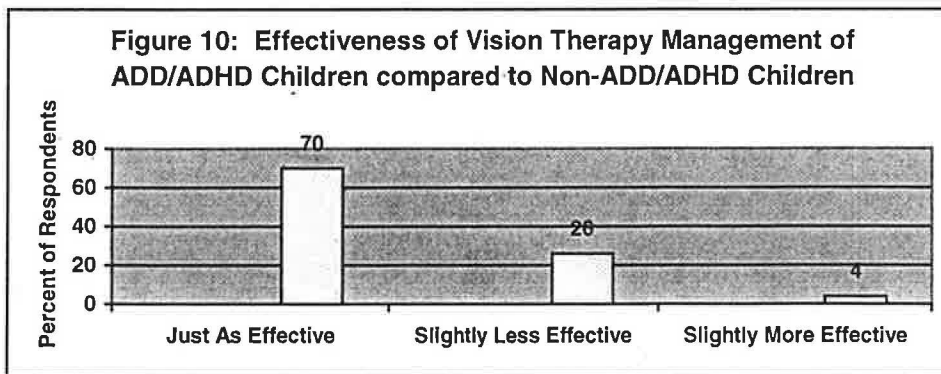 Figure 10: Effectiveness of Vision Therapy Management of
ADD/ADHD Children compared to Non-ADD/ADHD Children
Percent of Respondents
80
60
40
20
0
70
26
4
Just As Effective
Slightly Less Effective
Slightly More Effective